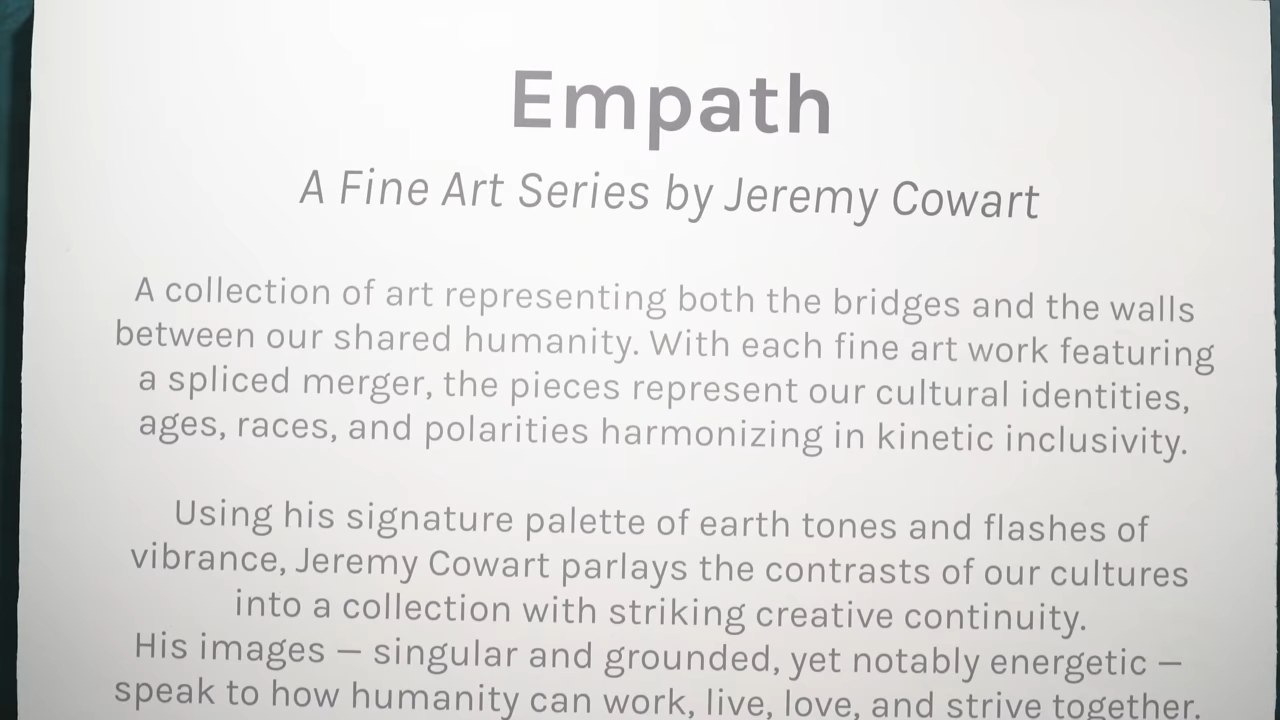 Empath
A Fine Art Series by Jeremy Cowart
A collection of art representing both the bridges and the walls
between our shared humanity. With each fine art work featuring
a spliced merger, the pieces represent our cultural identities,
ages, races, and polarities harmonizing in kinetic inclusivity.
Using his signature palette of earth tones and flashes of
vibrance, Jeremy Cowart parlays the contrasts of our cultures
into a collection with striking creative continuity.
His images — singular and grounded, yet notably energetic —
speak to how humanity can work, live, love, and strive together.